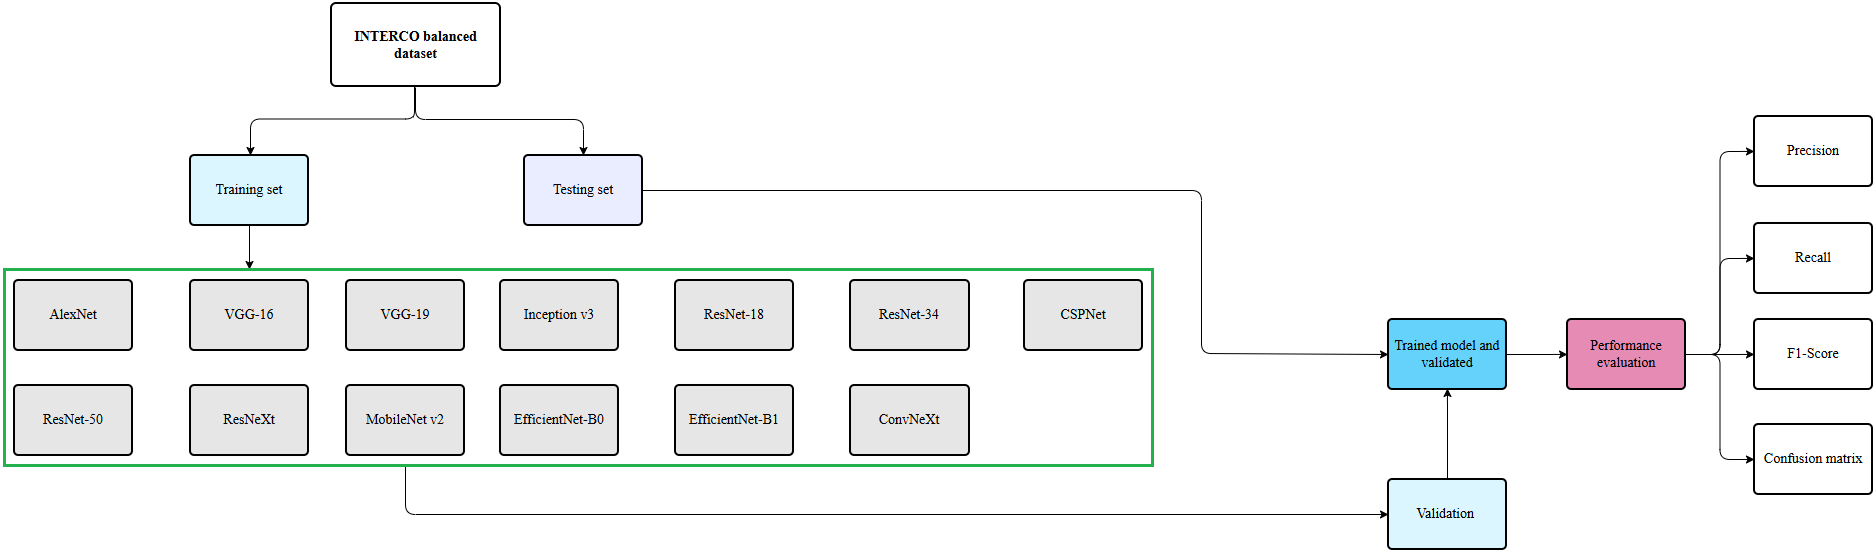 INTERCO balanced
dataset
Training set
Testing set
AlexNet
VGG-16
VGG-19
Inception v3
ResNet-18
ResNet-34
CSPNet
ResNet-50
ResNeXt
MobileNet v2
EfficientNet-B0
EfficientNet-B1
ConvNeXt
Validation
Trained model and
validated
Performance
evaluation
Precision
Recall
F1-Score
Confusion matrix